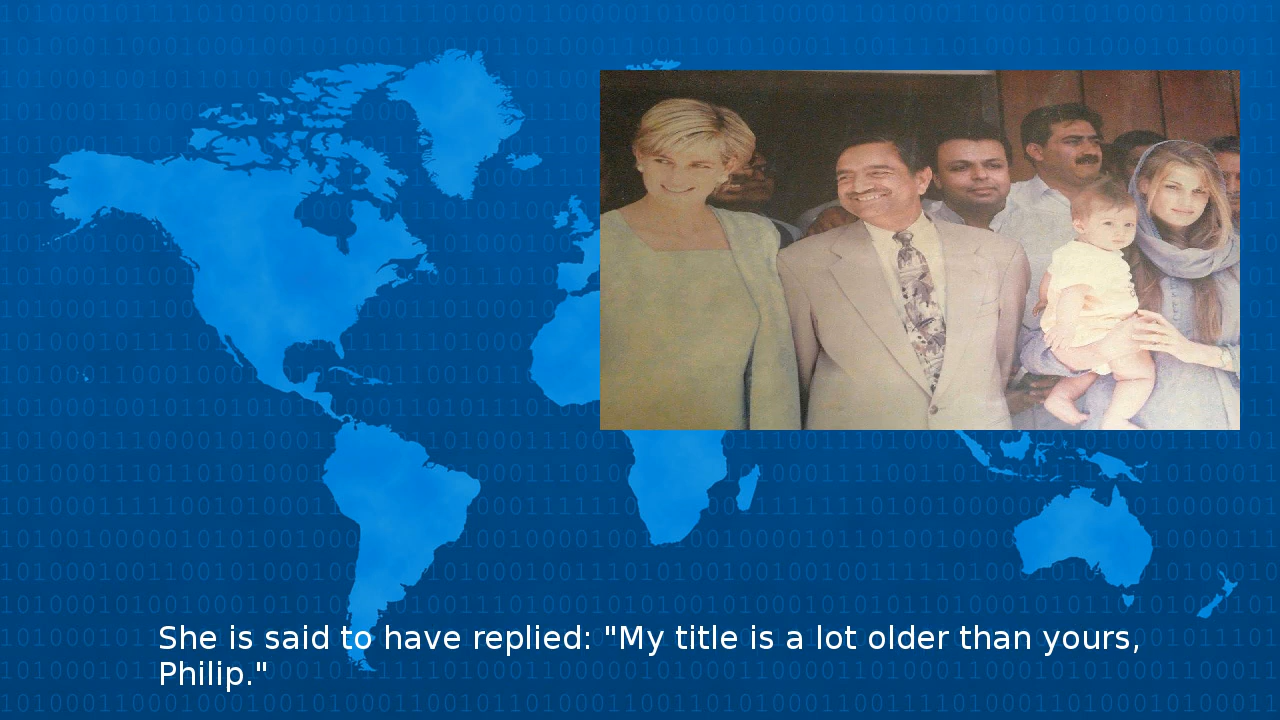 She is said to have replied: "My title is a lot older than yours,
Philip."